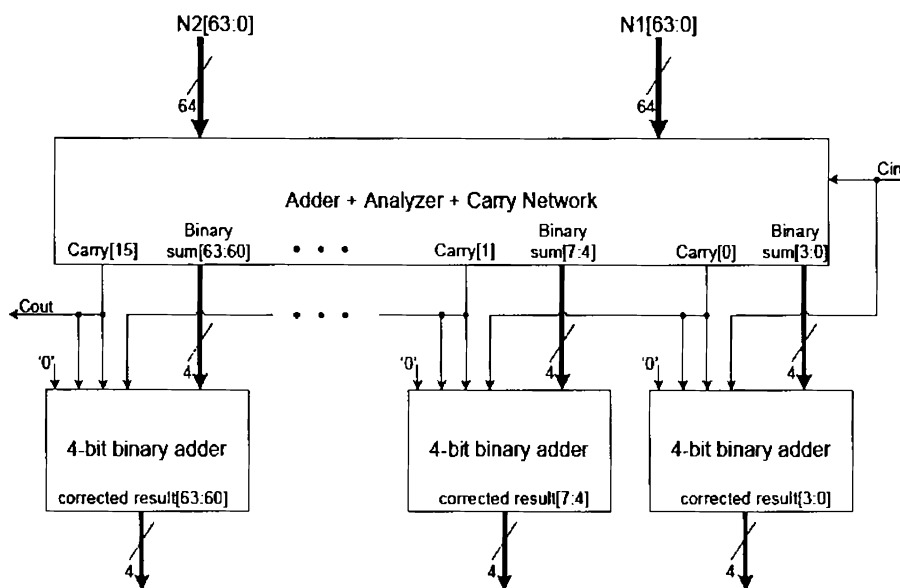 N2[63:0] N1[63:0]
64 64
Cin
Adder + Analyzer + Carry Network
Carry[15] Binary sum[63:60] • • • Carry[1] Binary sum[7:4] Carry[0] Binary sum[3:0]
Cout • • •
'0' 4 '0' 4 '0' 4
4-bit binary adder 4-bit binary adder 4-bit binary adder
corrected result[63:60] corrected result[7:4] corrected result[3:0]
4 4 4